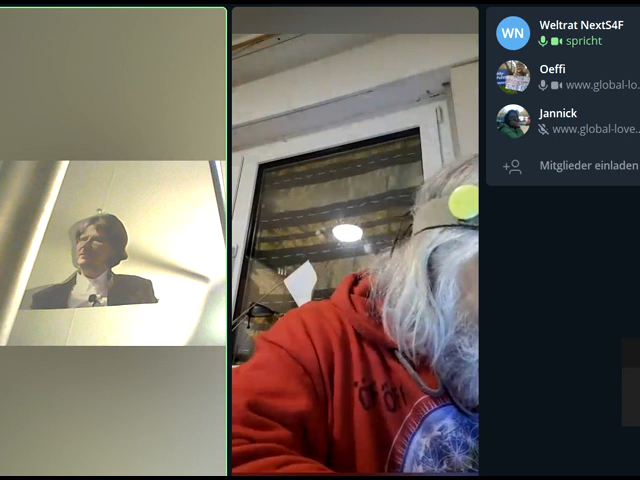 WN
Weltrat NextS4F
spricht
Oeffi
www.global-lo...
Jannick
www.global-love...
Mitglieder einladen